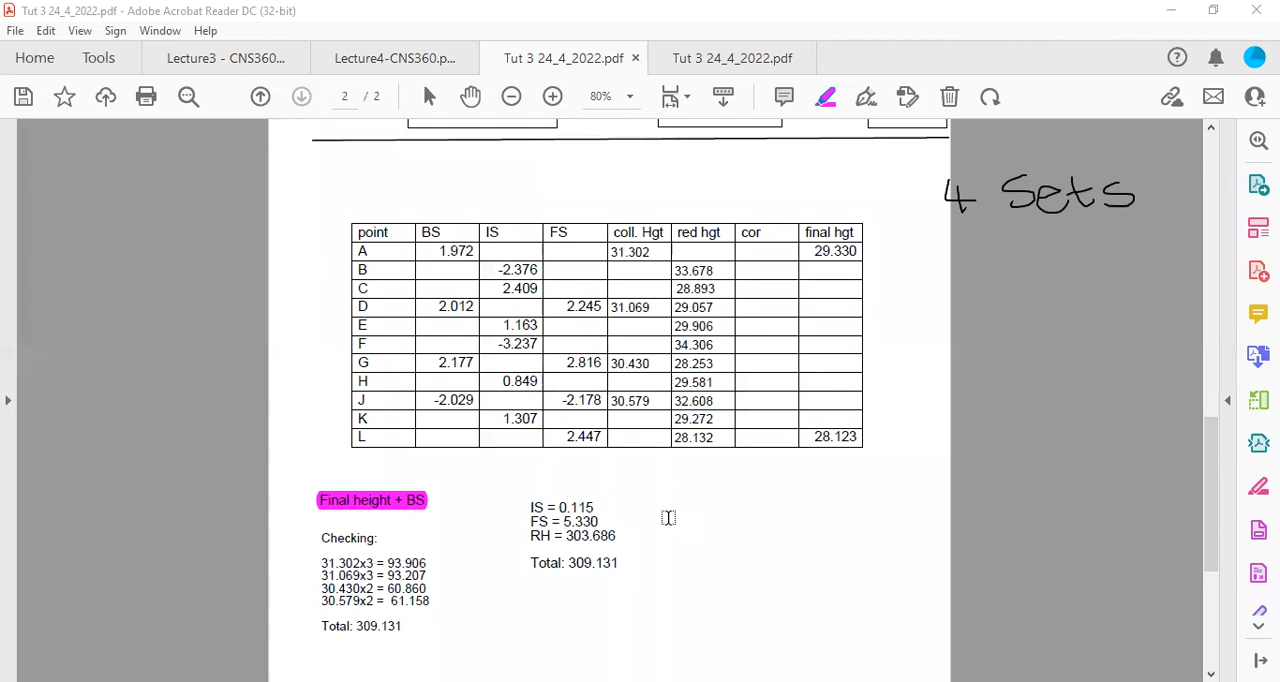 Tut 3 24_4_2022.pdf - Adobe Acrobat Reader DC (32-bit)
File Edit View Sign Window Help
Home Tools Lecture3 - CNS360... Lecture4-CNS360.p... Tut 3 24_4_2022.pdf × Tut 3 24_4_2022.pdf
2 / 2 80%
4 Sets
point BS IS FS coll. Hgt red hgt cor final hgt
A 1.972 31.302 29.330
B -2.376 33.678
C 2.409 28.893
D 2.012 2.245 31.069 29.057
E 1.163 29.906
F -3.237 34.306
G 2.177 2.816 30.430 28.253
H 0.849 29.581
J -2.029 -2.178 30.579 32.608
K 1.307 29.272
L 2.447 28.132 28.123
Final height + BS
IS = 0.115
FS = 5.330
RH = 303.686
Total: 309.131
Checking:
31.302x3 = 93.906
31.069x3 = 93.207
30.430x2 = 60.860
30.579x2 = 61.158
Total: 309.131